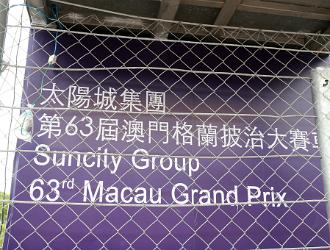 太陽城集團
第63屆澳門格蘭披治大賽車
Suncity Group
63rd Macau Grand Prix